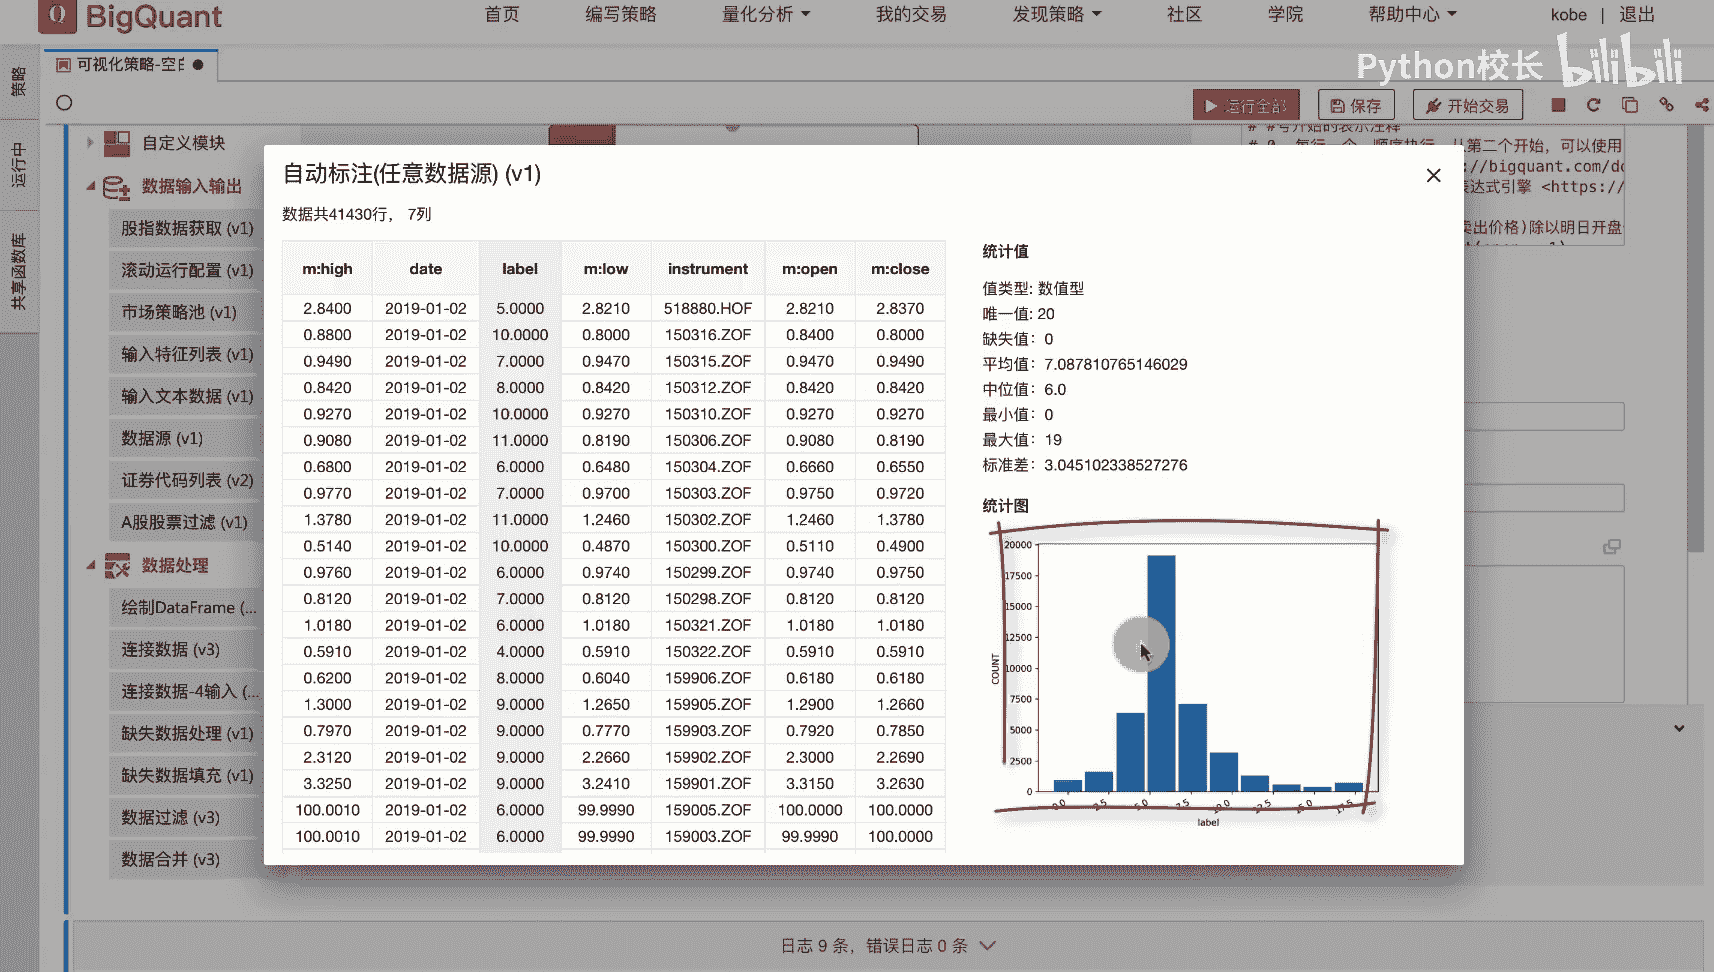 BigQuant
首页 编写策略 量化分析 我的交易 发现策略 社区 学院 帮助中心 kobe | 退出
可视化策略-空白
Python校长 bilibili
运行全部 保存 开始交易
策略
运行中
共享函数库
自定义模块
数据输入输出
股指数据获取 (v1)
滚动运行配置 (v1)
市场策略池 (v1)
输入特征列表 (v1)
输入文本数据 (v1)
数据源 (v1)
证券代码列表 (v2)
A股股票过滤 (v1)
数据处理
绘制DataFrame (...
连接数据 (v3)
连接数据-4输入 (...
缺失数据处理 (v1)
缺失数据填充 (v1)
数据过滤 (v3)
数据合并 (v3)
# #号开始的表示注释
从第二个开始，可以使用
://bigquant.com/do
达式引擎 <https://
卖出价格)除以明日开盘
自动标注(任意数据源) (v1)
数据共41430行， 7列
m:high date label m:low instrument m:open m:close
2.8400 2019-01-02 5.0000 2.8210 518880.HOF 2.8210 2.8370
0.8800 2019-01-02 10.0000 0.8000 150316.ZOF 0.8400 0.8000
0.9490 2019-01-02 7.0000 0.9470 150315.ZOF 0.9470 0.9490
0.8420 2019-01-02 8.0000 0.8420 150312.ZOF 0.8420 0.8420
0.9270 2019-01-02 10.0000 0.9270 150310.ZOF 0.9270 0.9270
0.9080 2019-01-02 11.0000 0.8190 150306.ZOF 0.9080 0.8190
0.6800 2019-01-02 6.0000 0.6480 150304.ZOF 0.6660 0.6550
0.9770 2019-01-02 7.0000 0.9700 150303.ZOF 0.9750 0.9720
1.3780 2019-01-02 11.0000 1.2460 150302.ZOF 1.2460 1.3780
0.5140 2019-01-02 10.0000 0.4870 150300.ZOF 0.5110 0.4900
0.9760 2019-01-02 6.0000 0.9740 150299.ZOF 0.9740 0.9750
0.8120 2019-01-02 7.0000 0.8120 150298.ZOF 0.8120 0.8120
1.0180 2019-01-02 6.0000 1.0180 150321.ZOF 1.0180 1.0180
0.5910 2019-01-02 4.0000 0.5910 150322.ZOF 0.5910 0.5910
0.6200 2019-01-02 8.0000 0.6040 159906.ZOF 0.6180 0.6180
1.3000 2019-01-02 9.0000 1.2650 159905.ZOF 1.2900 1.2660
0.7970 2019-01-02 9.0000 0.7770 159903.ZOF 0.7920 0.7850
2.3120 2019-01-02 9.0000 2.2660 159902.ZOF 2.3000 2.2690
3.3250 2019-01-02 9.0000 3.2410 159901.ZOF 3.3150 3.2630
100.0010 2019-01-02 6.0000 99.9990 159005.ZOF 100.0000 100.0000
100.0010 2019-01-02 6.0000 99.9990 159003.ZOF 99.9990 100.0000
统计值
值类型: 数值型
唯一值: 20
缺失值：0
平均值：7.087810765146029
中位值：6.0
最小值：0
最大值：19
标准差：3.045102338527276
统计图
20000
17500
15000
12500
10000
7500
5000
2500
0
COUNT
0.0 2.5 5.0 7.5 10.0 12.5 15.0 17.5
label
日志 9 条，错误日志 0 条